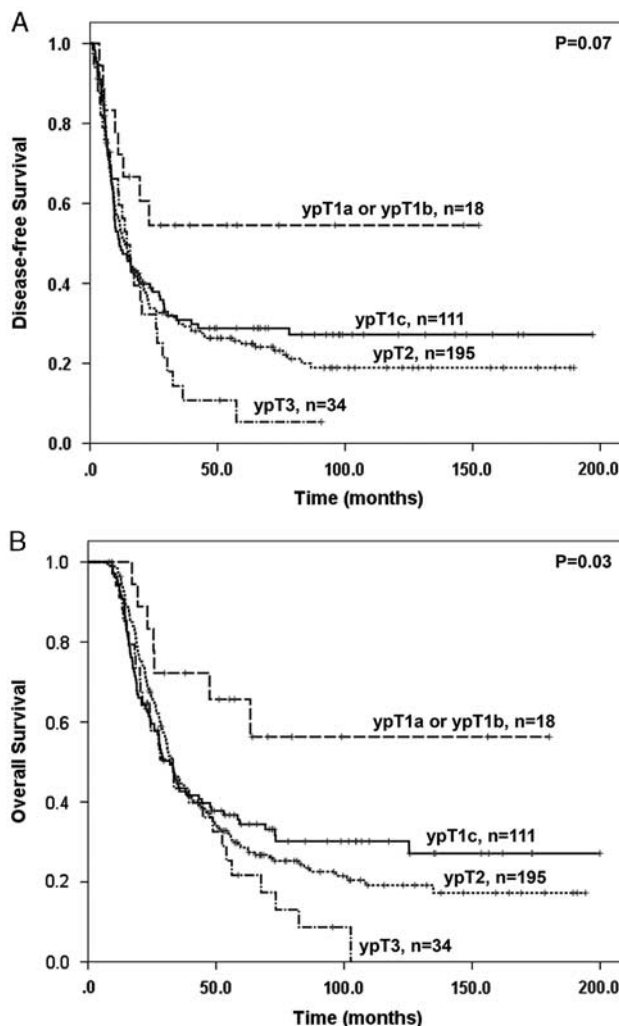 A
P=0.07
1.0
0.8
0.6
0.4
0.2
0.0
Disease-free Survival
ypT1a or ypT1b, n=18
ypT1c, n=111
ypT2, n=195
ypT3, n=34
.0 50.0 100.0 150.0 200.0
Time (months)
B
P=0.03
1.0
0.8
0.6
0.4
0.2
0.0
Overall Survival
ypT1a or ypT1b, n=18
ypT1c, n=111
ypT2, n=195
ypT3, n=34
.0 50.0 100.0 150.0 200.0
Time (months)